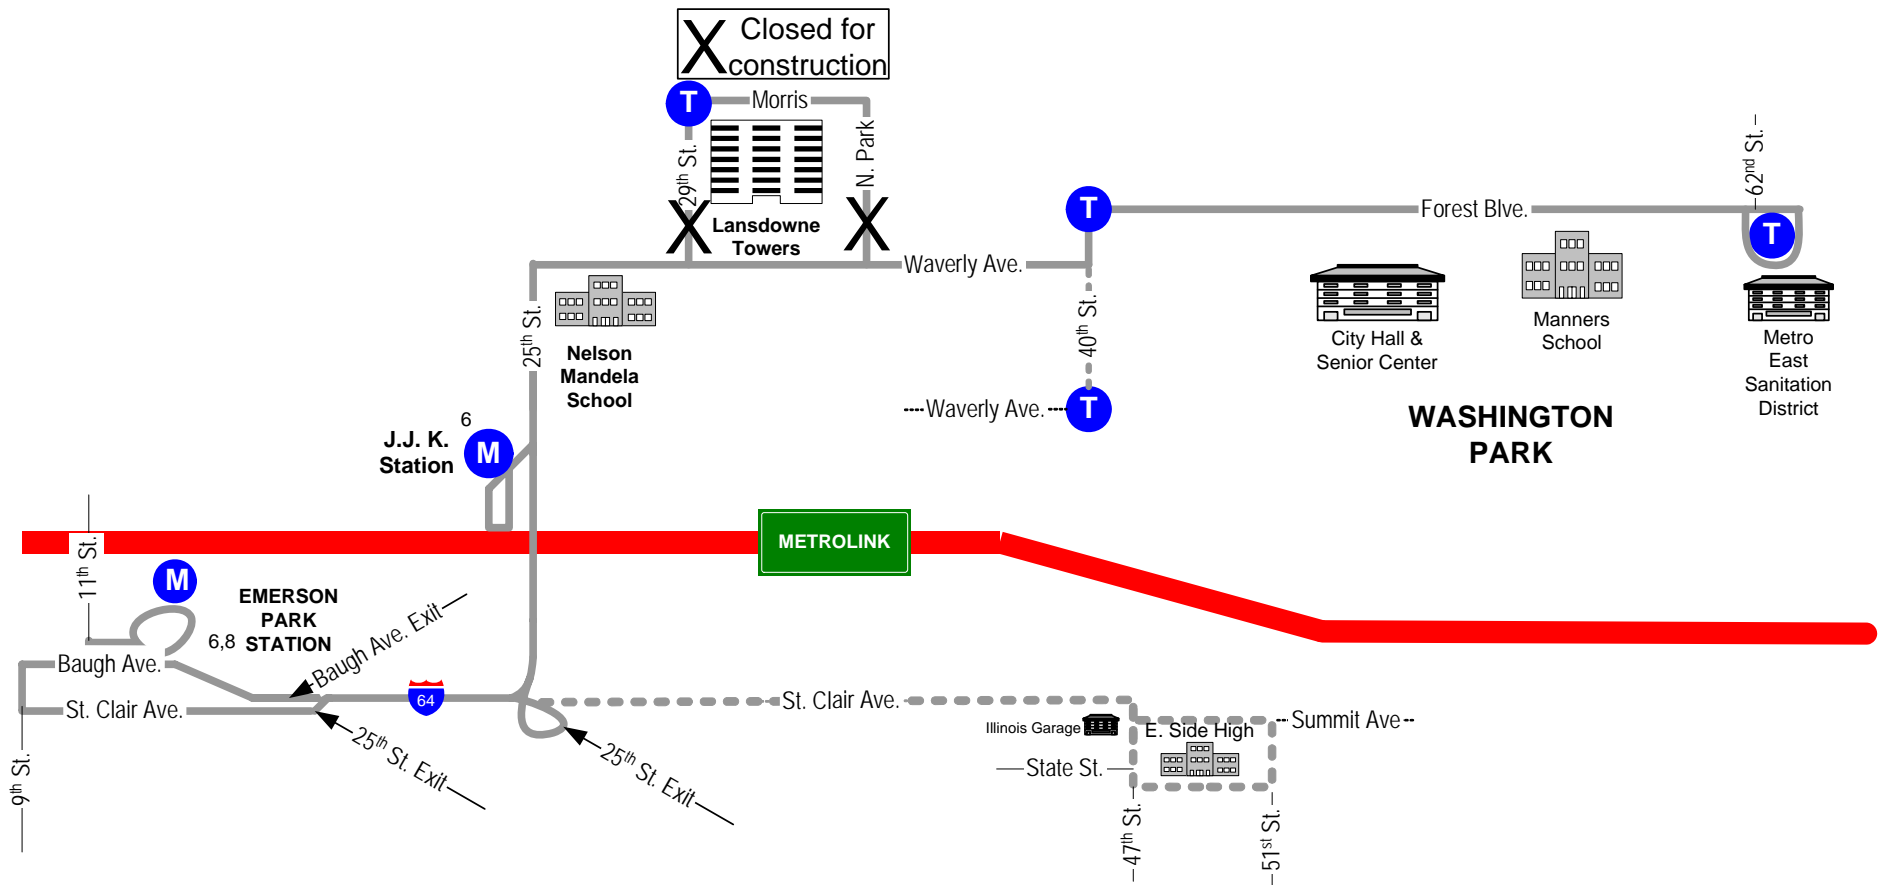 X Closed for
construction
T
Morris
29th St.
N. Park
X
X
Lansdowne
Towers
T
Forest Blve.
62nd St.
T
Waverly Ave.
25th St.
40th St.
Nelson
Mandela
School
City Hall &
Senior Center
Manners
School
Metro
East
Sanitation
District
Waverly Ave.
T
WASHINGTON
PARK
6
J.J. K.
Station
M
METROLINK
11th St.
M
EMERSON
PARK
STATION
6,8
Baugh Ave. Exit
Baugh Ave.
St. Clair Ave.
64
25th St. Exit
25th St. Exit
9th St.
St. Clair Ave.
Illinois Garage
E. Side High
Summit Ave
State St.
47th St.
51st St.